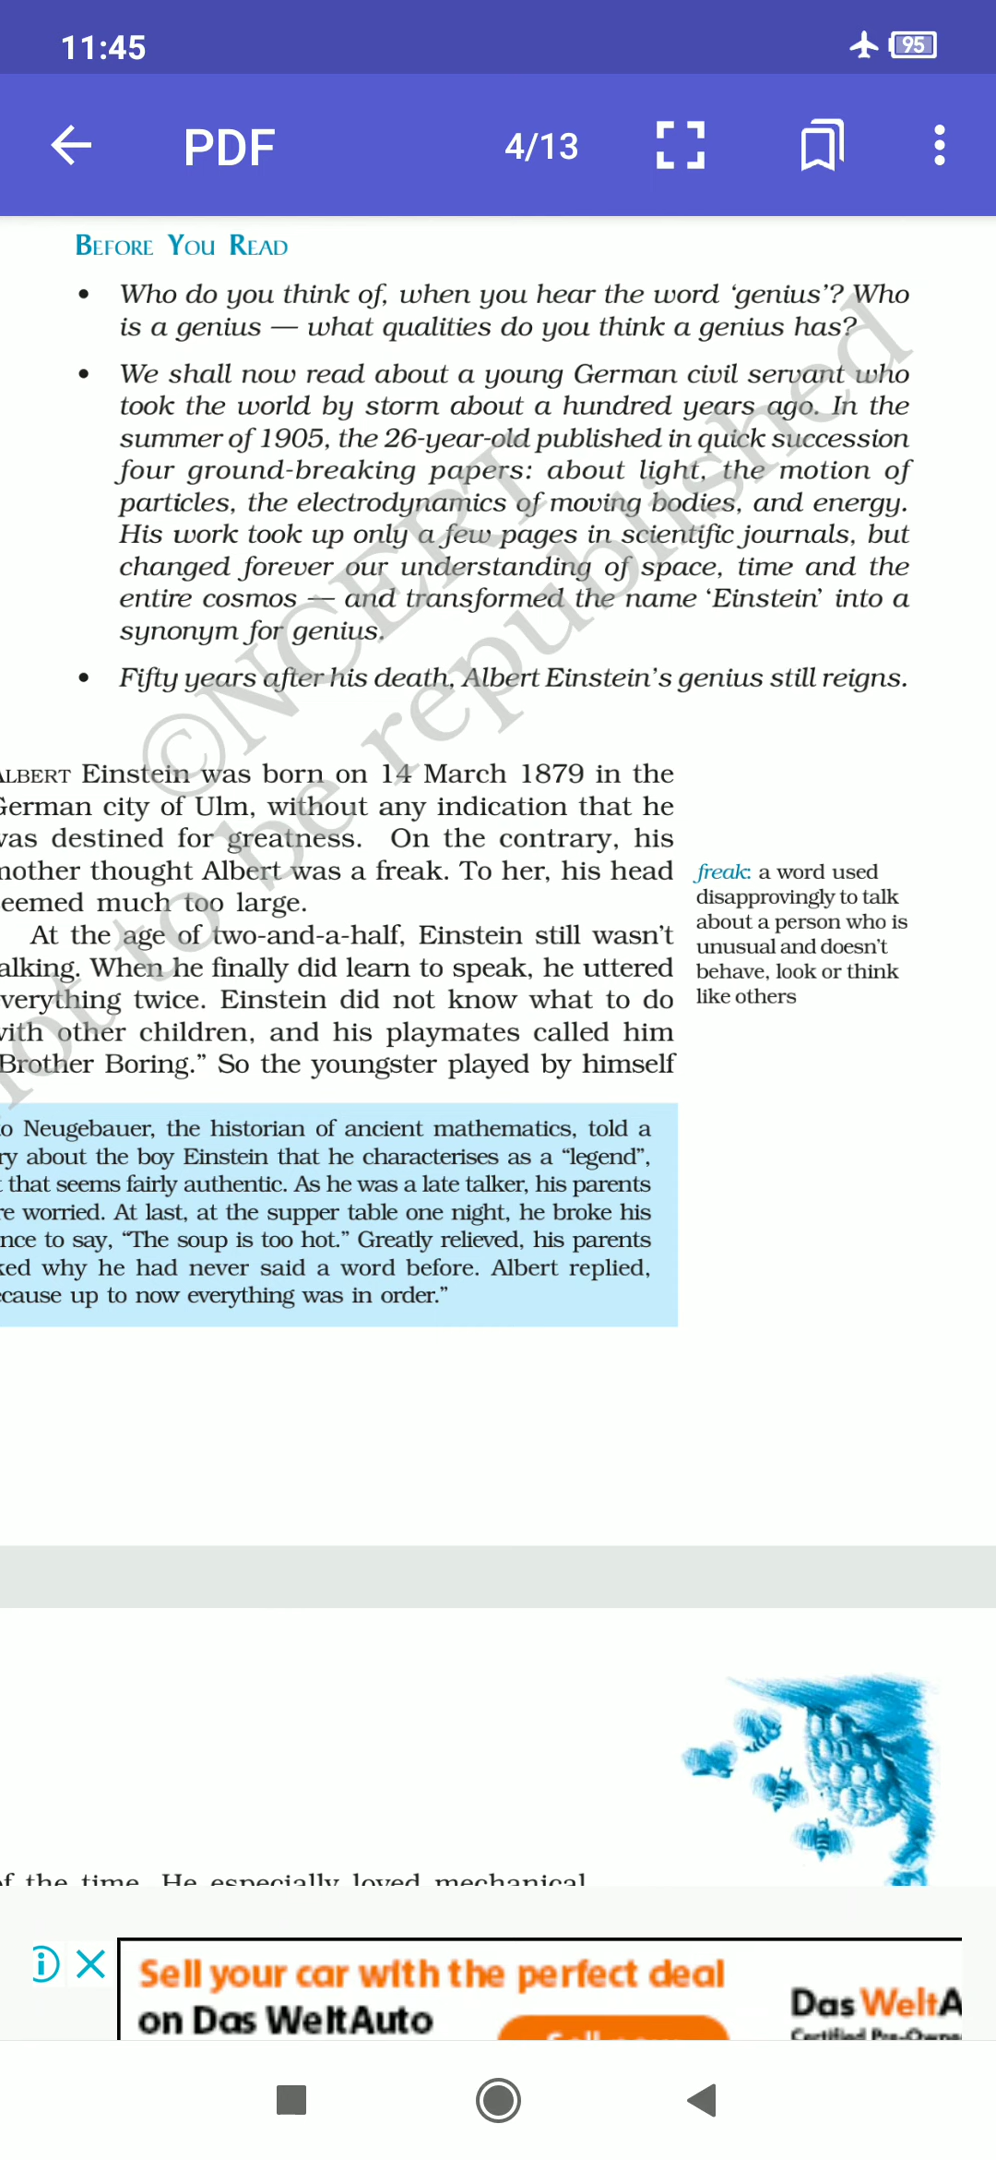 11:45
95
PDF
4/13
BEFORE YOU READ
• Who do you think of, when you hear the word ‘genius’? Who
is a genius — what qualities do you think a genius has?
• We shall now read about a young German civil servant who
took the world by storm about a hundred years ago. In the
summer of 1905, the 26-year-old published in quick succession
four ground-breaking papers: about light, the motion of
particles, the electrodynamics of moving bodies, and energy.
His work took up only a few pages in scientific journals, but
changed forever our understanding of space, time and the
entire cosmos — and transformed the name ‘Einstein’ into a
synonym for genius.
• Fifty years after his death, Albert Einstein’s genius still reigns.
©NCERT
not to be republished
LBERT Einstein was born on 14 March 1879 in the
erman city of Ulm, without any indication that he
as destined for greatness. On the contrary, his
other thought Albert was a freak. To her, his head
eemed much too large.
At the age of two-and-a-half, Einstein still wasn’t
alking. When he finally did learn to speak, he uttered
verything twice. Einstein did not know what to do
ith other children, and his playmates called him
Brother Boring.” So the youngster played by himself
freak: a word used
disapprovingly to talk
about a person who is
unusual and doesn’t
behave, look or think
like others
o Neugebauer, the historian of ancient mathematics, told a
ry about the boy Einstein that he characterises as a “legend”,
that seems fairly authentic. As he was a late talker, his parents
re worried. At last, at the supper table one night, he broke his
nce to say, “The soup is too hot.” Greatly relieved, his parents
ked why he had never said a word before. Albert replied,
cause up to now everything was in order.”
f the time. He especially loved mechanical
Sell your car with the perfect deal
on Das WeltAuto
Das WeltA